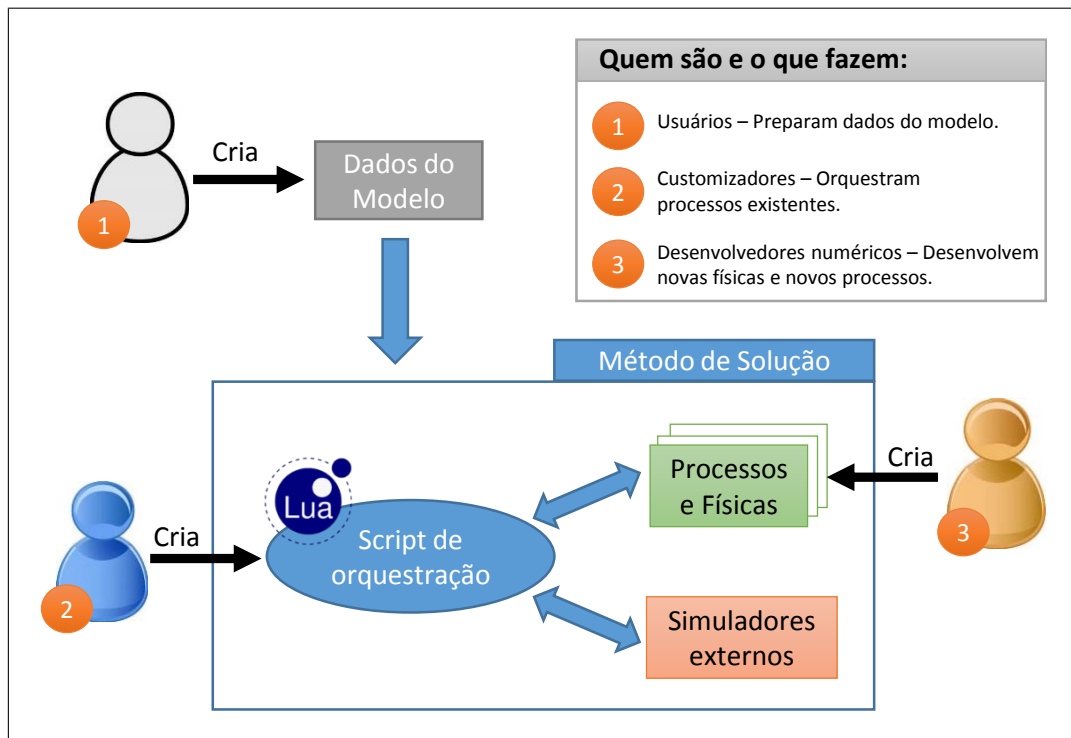 Quem são e o que fazem:
1
Usuários – Preparam dados do modelo.
2
Customizadores – Orquestram
processos existentes.
3
Desenvolvedores numéricos – Desenvolvem
novas físicas e novos processos.
1
Cria
Dados do
Modelo
Método de Solução
2
Cria
Lua
Script de
orquestração
Processos
e Físicas
Cria
3
Simuladores
externos